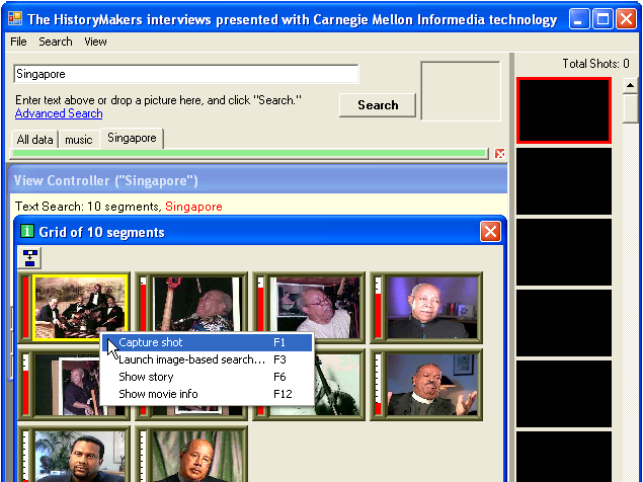 The HistoryMakers interviews presented with Carnegie Mellon Informedia technology
File Search View
Total Shots: 0
Singapore
Enter text above or drop a picture here, and click "Search."
Advanced Search
Search
All data music Singapore
View Controller ("Singapore")
Text Search: 10 segments, Singapore
Grid of 10 segments
Capture shot F1
Launch image-based search... F3
Show story F6
Show movie info F12